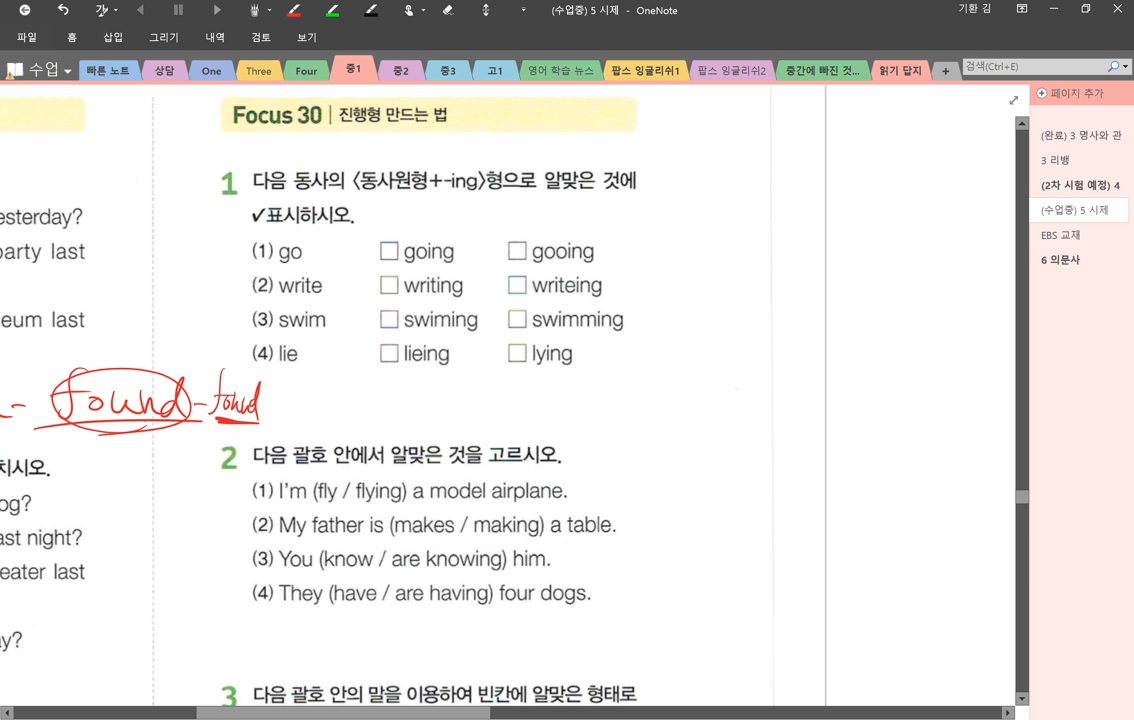 (수업중) 5 시제 - OneNote
기환 김
파일 홈 삽입 그리기 내역 검토 보기
수업 빠른 노트 상담 One Three Four 중1 중2 중3 고1 영어 학습 뉴스 팝스 잉글리쉬1 팝스 잉글리쉬2 중간에 빠진 것... 읽기 답지 +
검색(Ctrl+E)
페이지 추가
(완료) 3 명사와 관
3 리뱅
(2차 시험 예정) 4
(수업중) 5 시제
EBS 교재
6 의문사
esterday?
party last
eum last
found - found
치시오.
og?
ast night?
eater last
ay?
Focus 30 | 진행형 만드는 법
1 다음 동사의 〈동사원형+-ing〉형으로 알맞은 것에
✓표시하시오.
(1) go □ going □ gooing
(2) write □ writing □ writeing
(3) swim □ swiming □ swimming
(4) lie □ lieing □ lying
2 다음 괄호 안에서 알맞은 것을 고르시오.
(1) I'm (fly / flying) a model airplane.
(2) My father is (makes / making) a table.
(3) You (know / are knowing) him.
(4) They (have / are having) four dogs.
3 다음 괄호 안의 말을 이용하여 빈칸에 알맞은 형태로